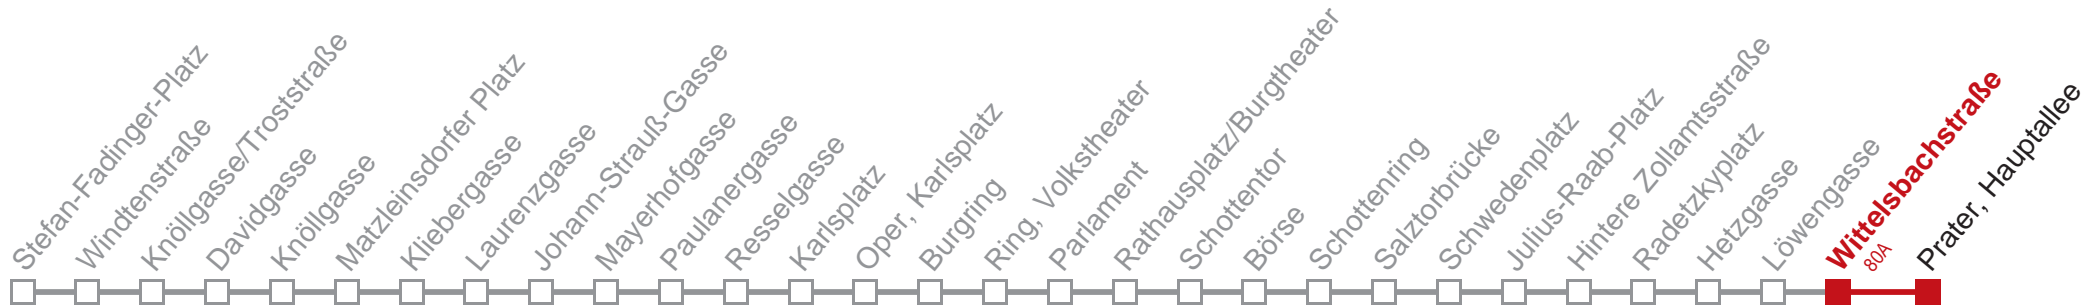 Stefan-Fadinger-Platz
Windtenstraße
Knöllgasse/Troststraße
Davidgasse
Knöllgasse
Matzleinsdorfer Platz
Kliebergasse
Laurenzgasse
Johann-Strauß-Gasse
Mayerhofgasse
Paulanergasse
Resselgasse
Karlsplatz
Oper, Karlsplatz
Burgring
Ring, Volkstheater
Parlament
Rathausplatz/Burgtheater
Schottentor
Börse
Schottenring
Salztorbrücke
Schwedenplatz
Julius-Raab-Platz
Hintere Zollamtsstraße
Radetzkyplatz
Hetzgasse
Löwengasse
Wittelsbachstraße
80A
Prater, Hauptallee